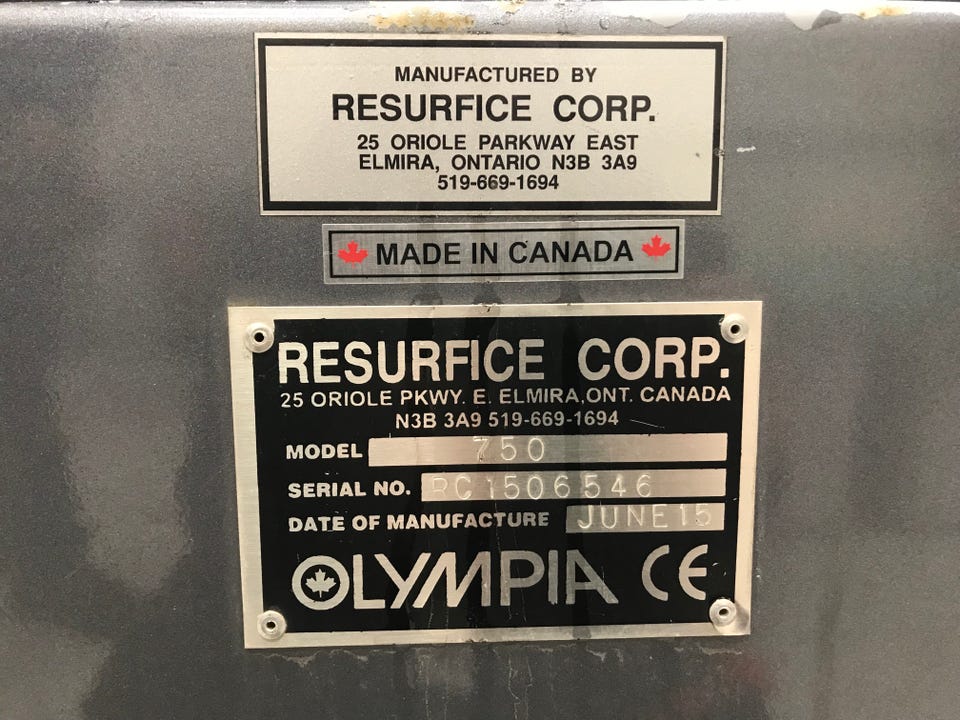 MANUFACTURED BY
RESURFICE CORP.
25 ORIOLE PARKWAY EAST
ELMIRA, ONTARIO N3B 3A9
519-669-1694
MADE IN CANADA
RESURFICE CORP.
25 ORIOLE PKWY. E. ELMIRA,ONT. CANADA
N3B 3A9 519-669-1694
MODEL 750
SERIAL NO. RC1506546
DATE OF MANUFACTURE JUNE15
OLYMPIA CE